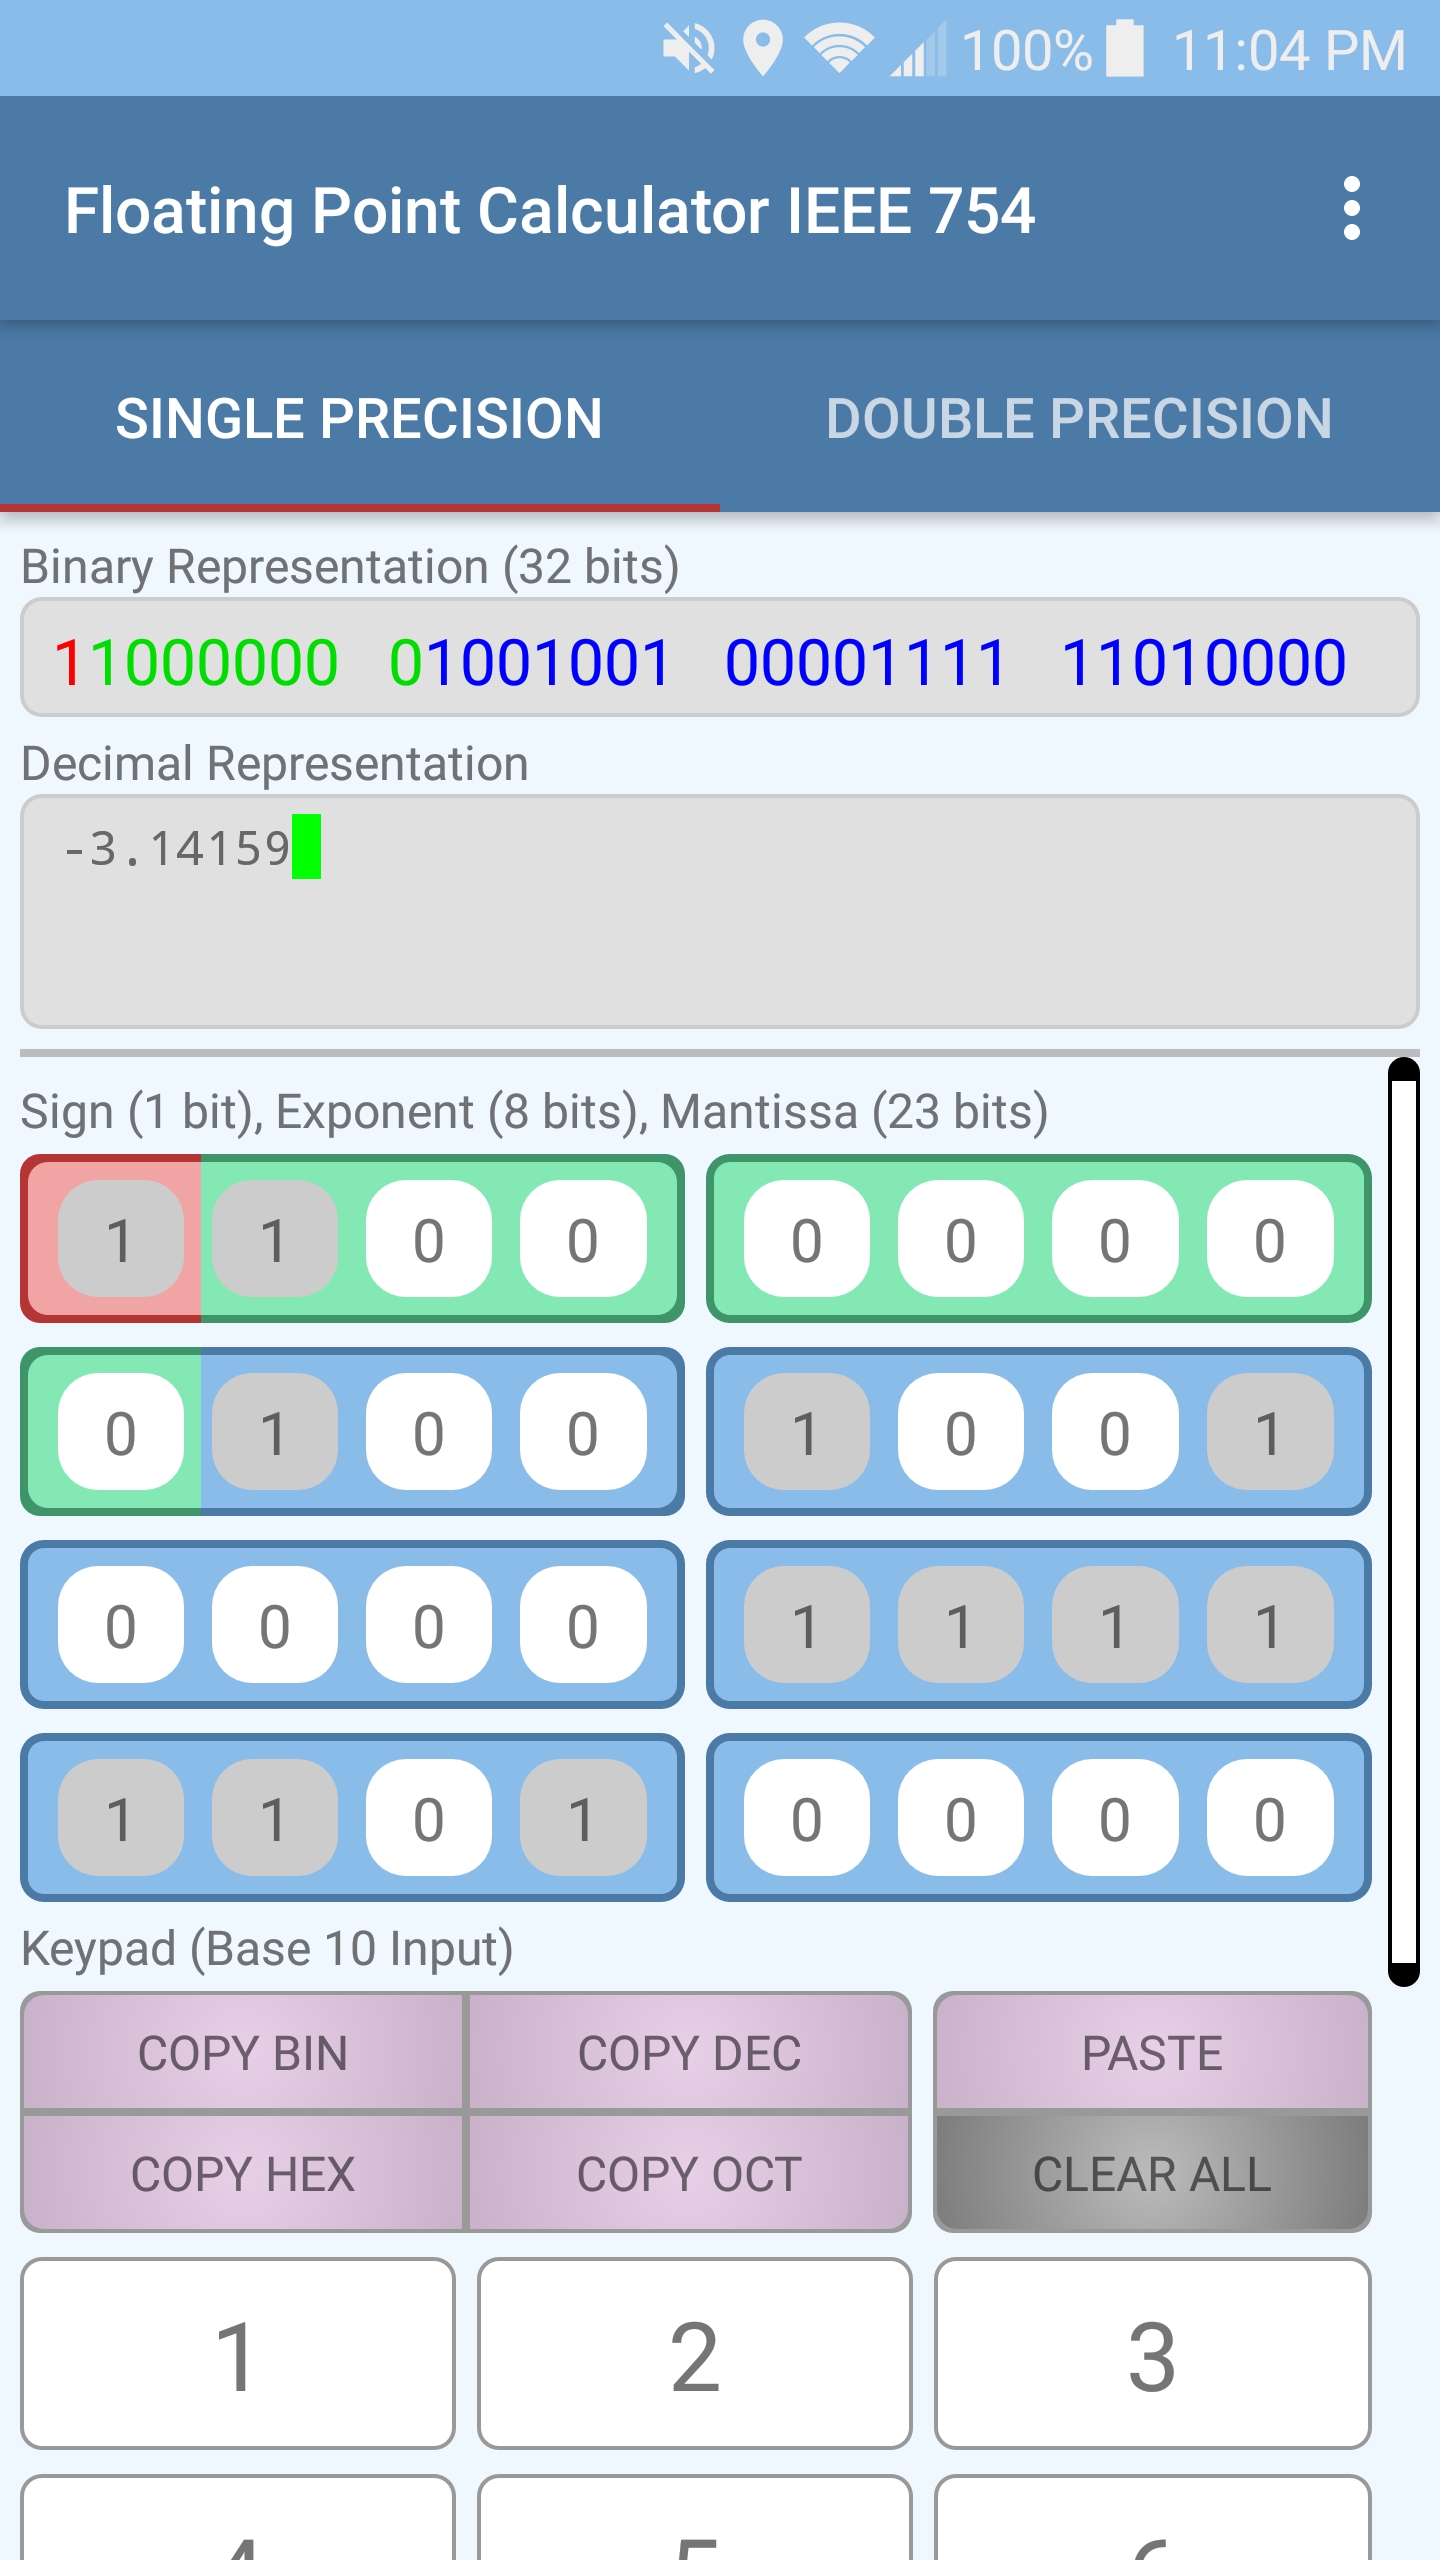 100% 11:04 PM
Floating Point Calculator IEEE 754
SINGLE PRECISION DOUBLE PRECISION
Binary Representation (32 bits)
11000000 01001001 00001111 11010000
Decimal Representation
-3.14159
Sign (1 bit), Exponent (8 bits), Mantissa (23 bits)
1 1 0 0 0 0 0 0
0 1 0 0 1 0 0 1
0 0 0 0 1 1 1 1
1 1 0 1 0 0 0 0
Keypad (Base 10 Input)
COPY BIN COPY DEC PASTE
COPY HEX COPY OCT CLEAR ALL
1 2 3
4 5 6